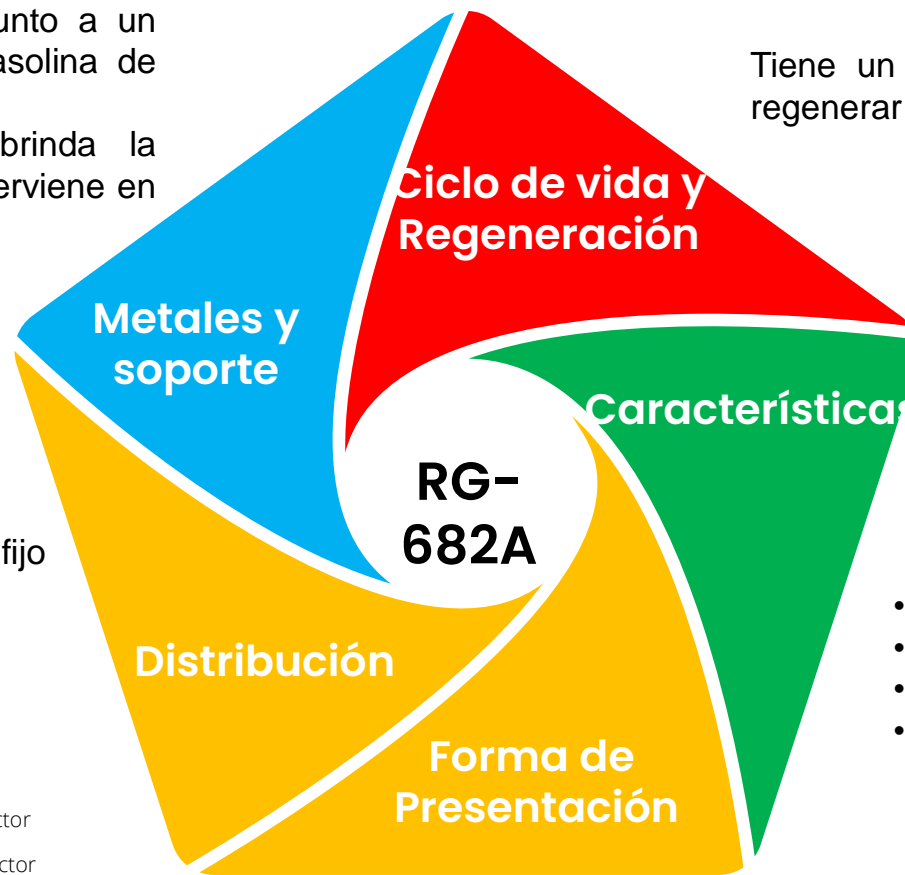 unto a un
asolina de
brinda la
erviene en
Tiene un
regenerar
Ciclo de vida y
Regeneración
Metales y
soporte
Características
RG-
682A
fijo
Distribución
Forma de
Presentación
ctor
ctor